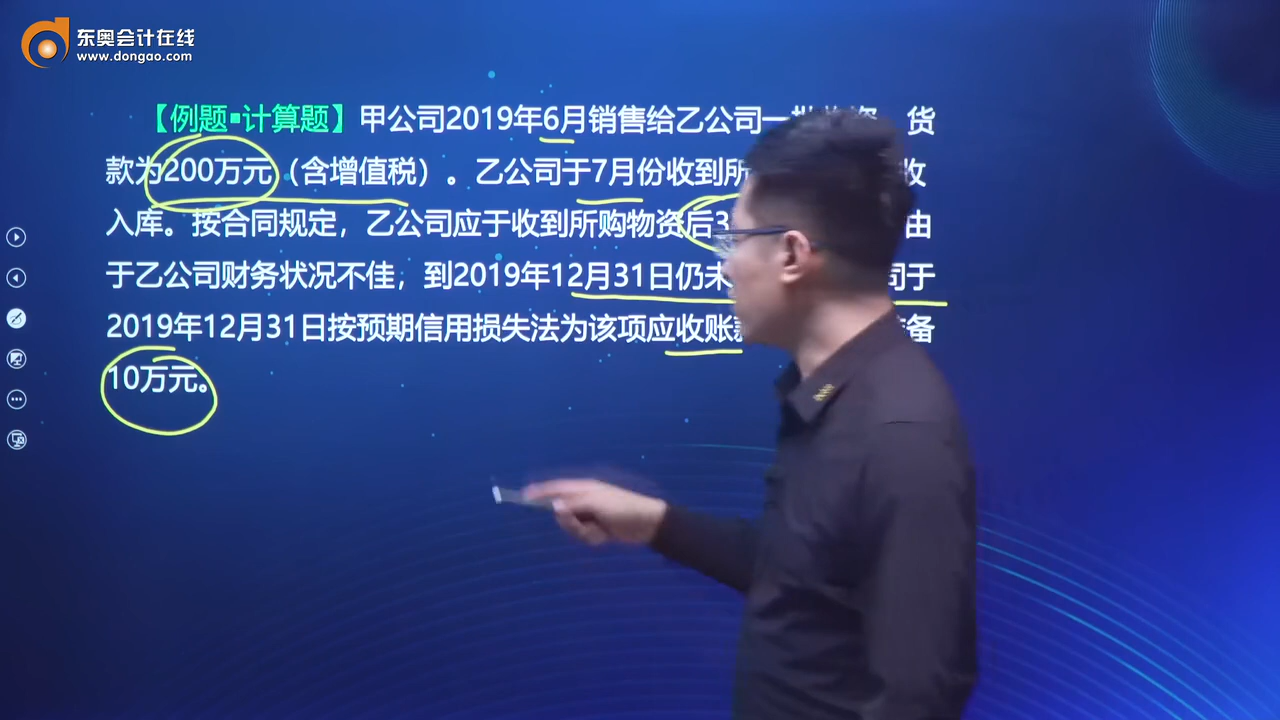 东奥会计在线
www.dongao.com
【例题▪计算题】甲公司2019年6月销售给乙公司一 货
款为200万元（含增值税）。乙公司于7月份收到所 收
入库。按合同规定，乙公司应于收到所购物资后3 由
于乙公司财务状况不佳，到2019年12月31日仍未 司于
2019年12月31日按预期信用损失法为该项应收账 备
10万元。